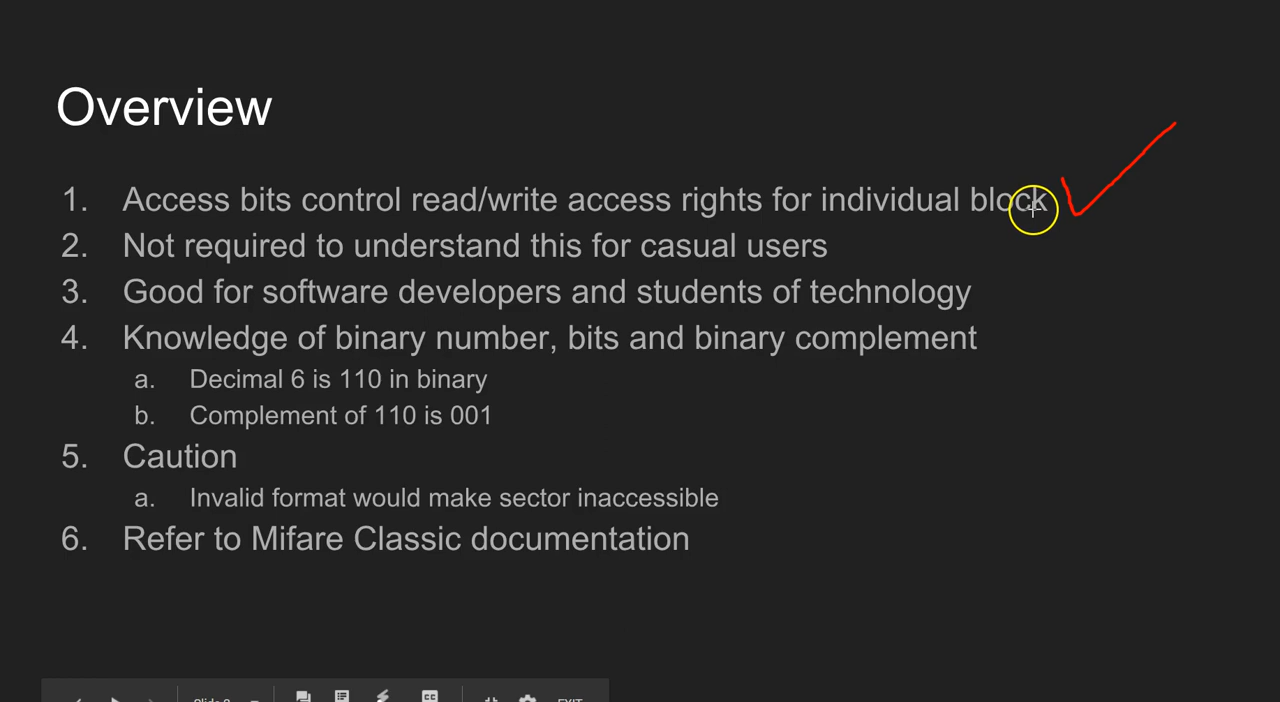 Overview
1. Access bits control read/write access rights for individual block
2. Not required to understand this for casual users
3. Good for software developers and students of technology
4. Knowledge of binary number, bits and binary complement
a. Decimal 6 is 110 in binary
b. Complement of 110 is 001
5. Caution
a. Invalid format would make sector inaccessible
6. Refer to Mifare Classic documentation
CC EXIT